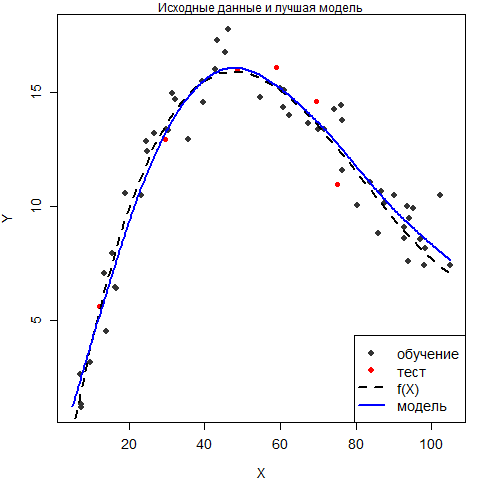 Исходные данные и лучшая модель
Y
15
10
5
обучение
тест
f(X)
модель
20
40
60
80
100
X